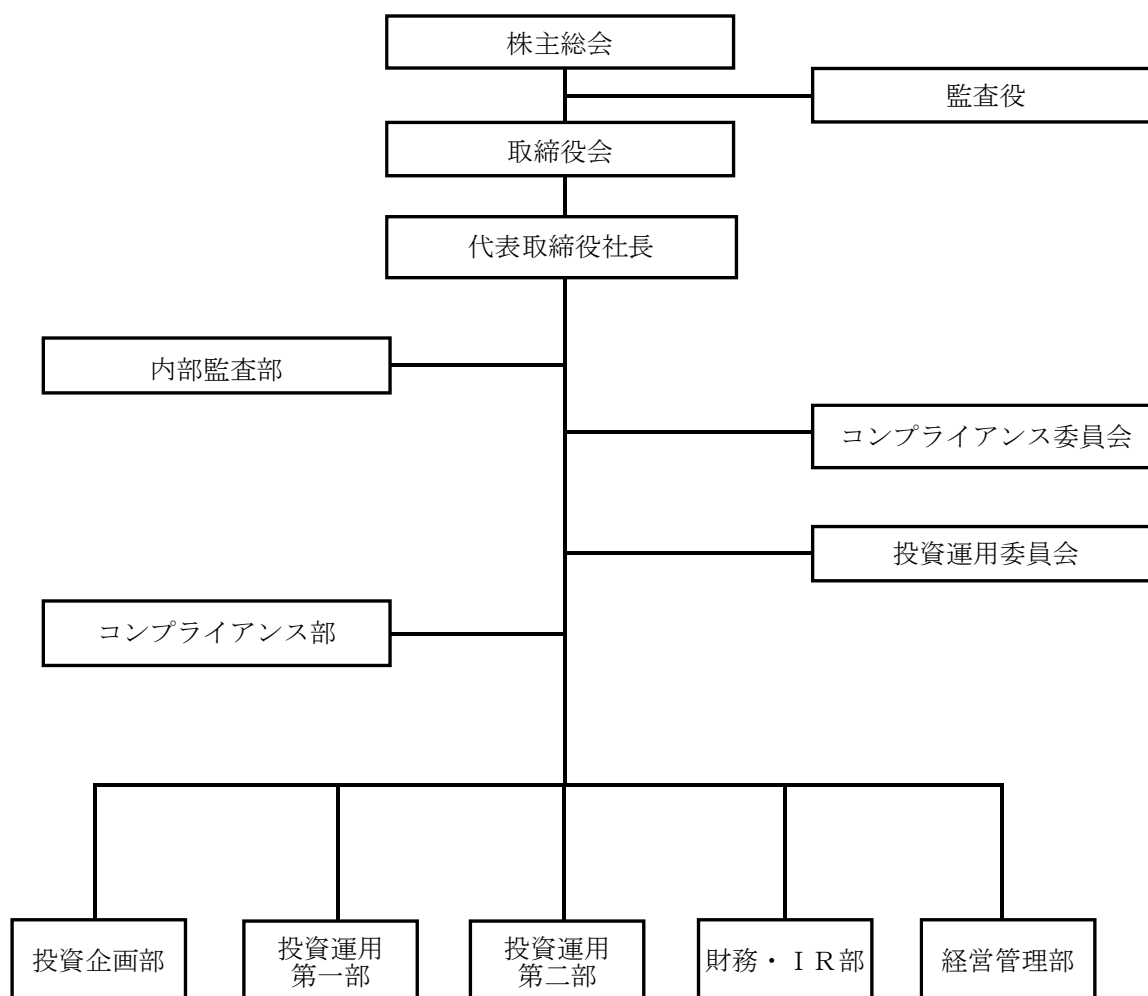 株主総会
監査役
取締役会
代表取締役社長
内部監査部
コンプライアンス委員会
投資運用委員会
コンプライアンス部
投資企画部
投資運用
第一部
投資運用
第二部
財務・ＩＲ部
経営管理部